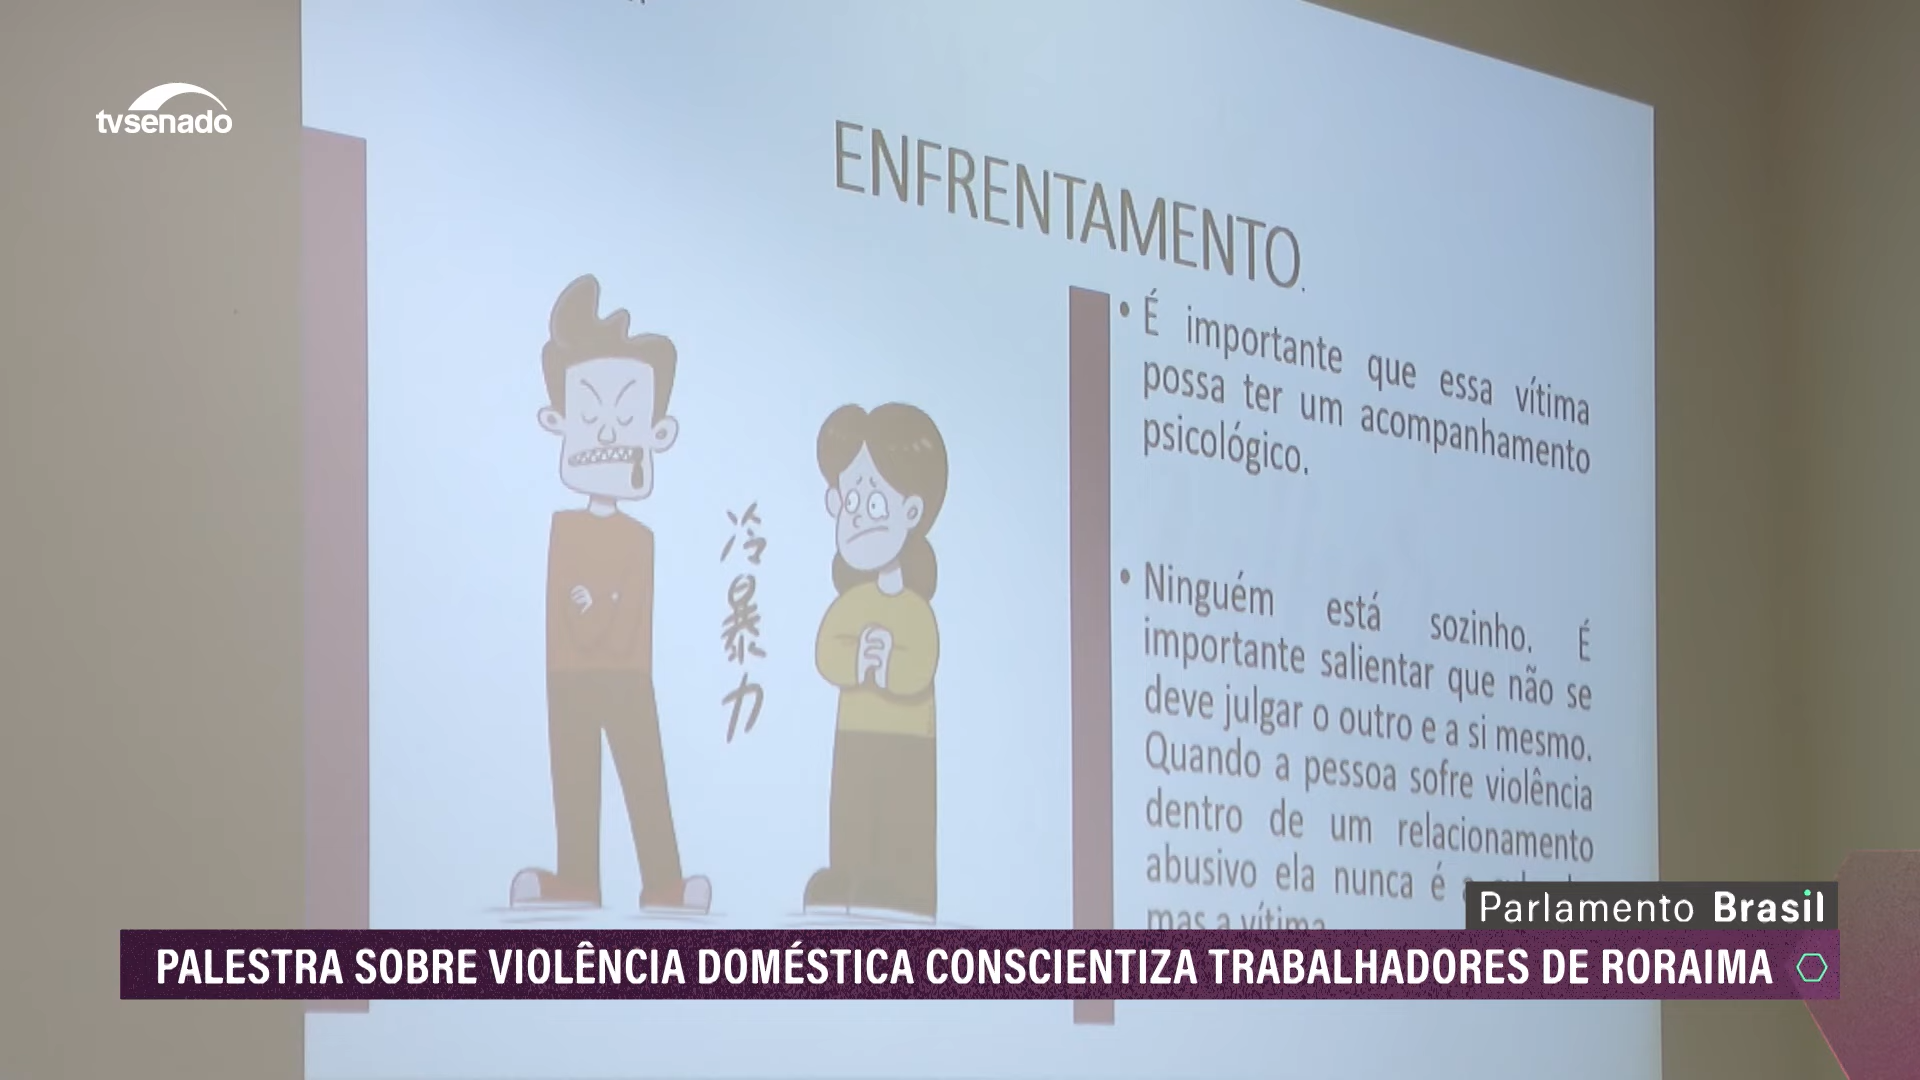 tvsenado
ENFRENTAMENTO.
• É importante que essa vítima
possa ter um acompanhamento
psicológico.
冷
暴
力
• Ninguém está sozinho. É
importante salientar que não se
deve julgar o outro e a si mesmo.
Quando a pessoa sofre violência
dentro de um relacionamento
abusivo ela nunca é a
mas a vítima
Parlamento Brasil
PALESTRA SOBRE VIOLÊNCIA DOMÉSTICA CONSCIENTIZA TRABALHADORES DE RORAIMA